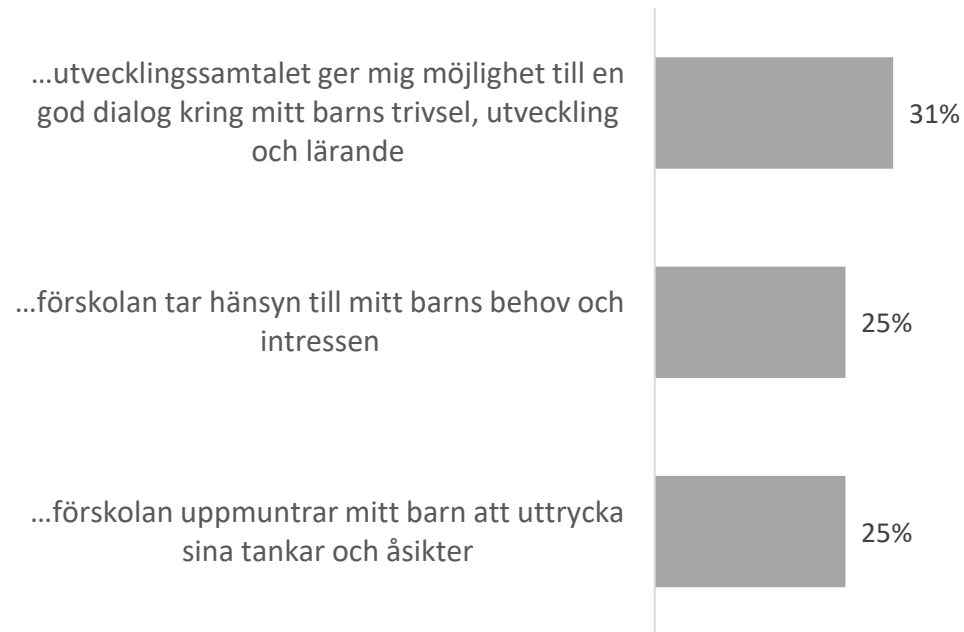 …utvecklingssamtalet ger mig möjlighet till en
god dialog kring mitt barns trivsel, utveckling
och lärande
31%
…förskolan tar hänsyn till mitt barns behov och
intressen
25%
…förskolan uppmuntrar mitt barn att uttrycka
sina tankar och åsikter
25%